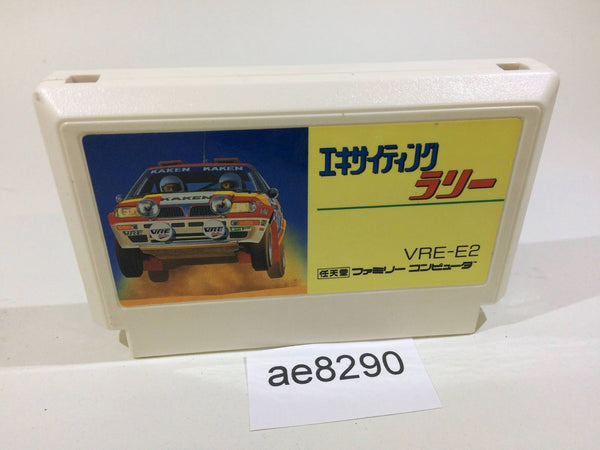 KAKEN KAKEN
KAKEN
VRE VRE
エキサイティング
ラリー
VRE-E2
任天堂 ファミリー コンピュータ
ae8290